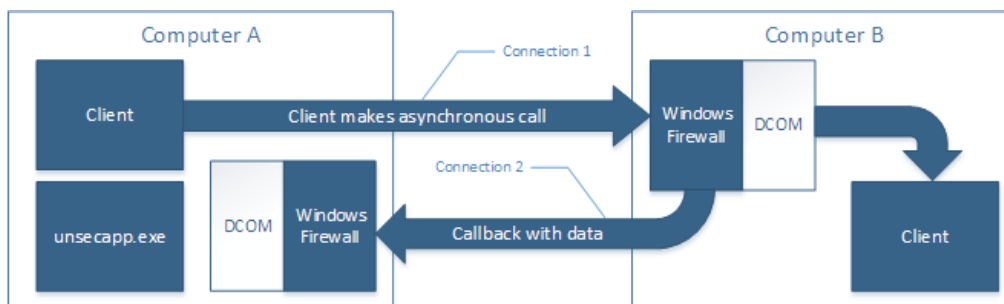 Computer A
Computer B
Connection 1
Client
Client makes asynchronous call
Windows
Firewall
DCOM
Connection 2
unsecapp.exe
DCOM
Windows
Firewall
Callback with data
Client